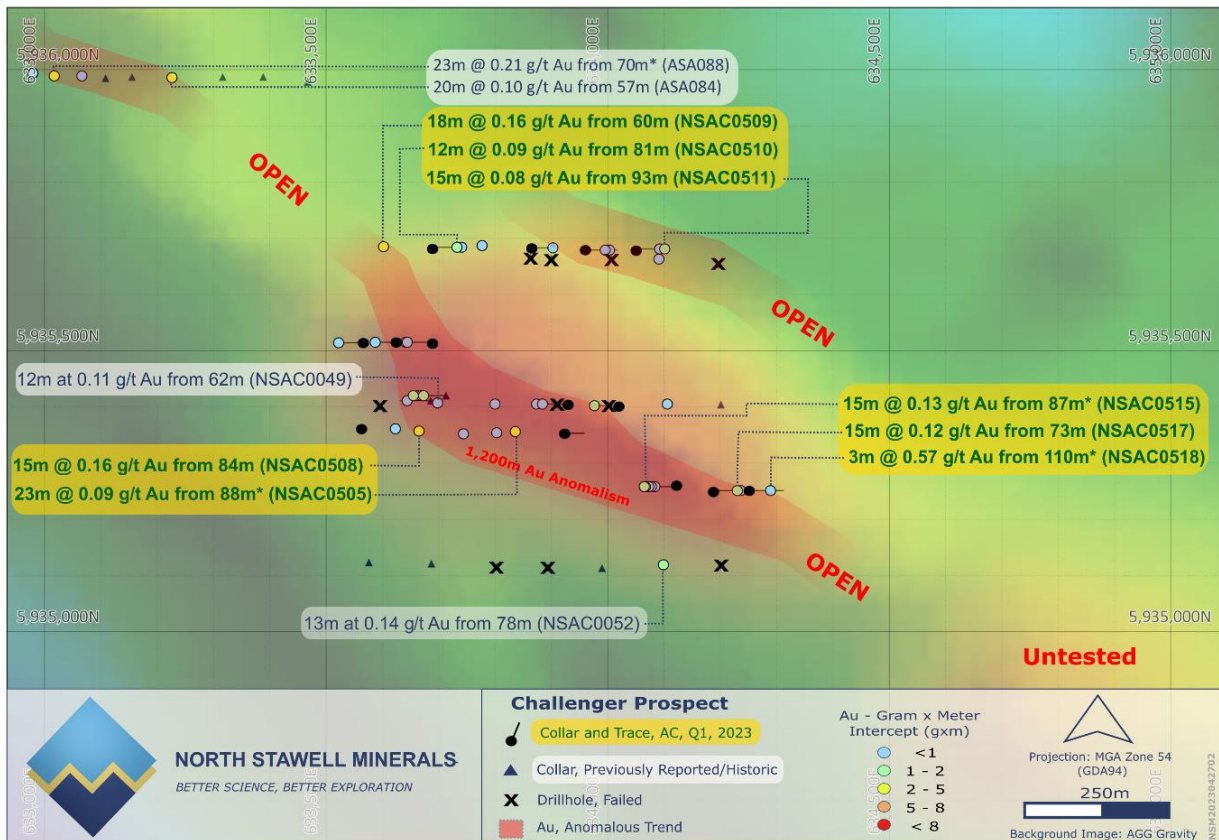 633,000E
633,500E
634,500E
5,936,000N
5,936,000N
23m @ 0.21 g/t Au from 70m* (ASA088)
20m @ 0.10 g/t Au from 57m (ASA084)
18m @ 0.16 g/t Au from 60m (NSAC0509)
12m @ 0.09 g/t Au from 81m (NSAC0510)
15m @ 0.08 g/t Au from 93m (NSAC0511)
OPEN
OPEN
5,935,500N
5,935,500N
12m at 0.11 g/t Au from 62m (NSAC0049)
15m @ 0.13 g/t Au from 87m* (NSAC0515)
15m @ 0.12 g/t Au from 73m (NSAC0517)
3m @ 0.57 g/t Au from 110m* (NSAC0518)
15m @ 0.16 g/t Au from 84m (NSAC0508)
23m @ 0.09 g/t Au from 88m* (NSAC0505)
1,200m Au Anomalism
OPEN
13m at 0.14 g/t Au from 78m (NSAC0052)
5,935,000N
5,935,000N
Untested
NORTH STAWELL MINERALS
BETTER SCIENCE, BETTER EXPLORATION
Challenger Prospect
Collar and Trace, AC, Q1, 2023
Collar, Previously Reported/Historic
Drillhole, Failed
Au, Anomalous Trend
Au - Gram x Meter
Intercept (gxm)
<1
1 - 2
2 - 5
5 - 8
< 8
Projection: MGA Zone 54
(GDA94)
250m
Background Image: AGG Gravity
NSM2023042702
633,000E
633,500E